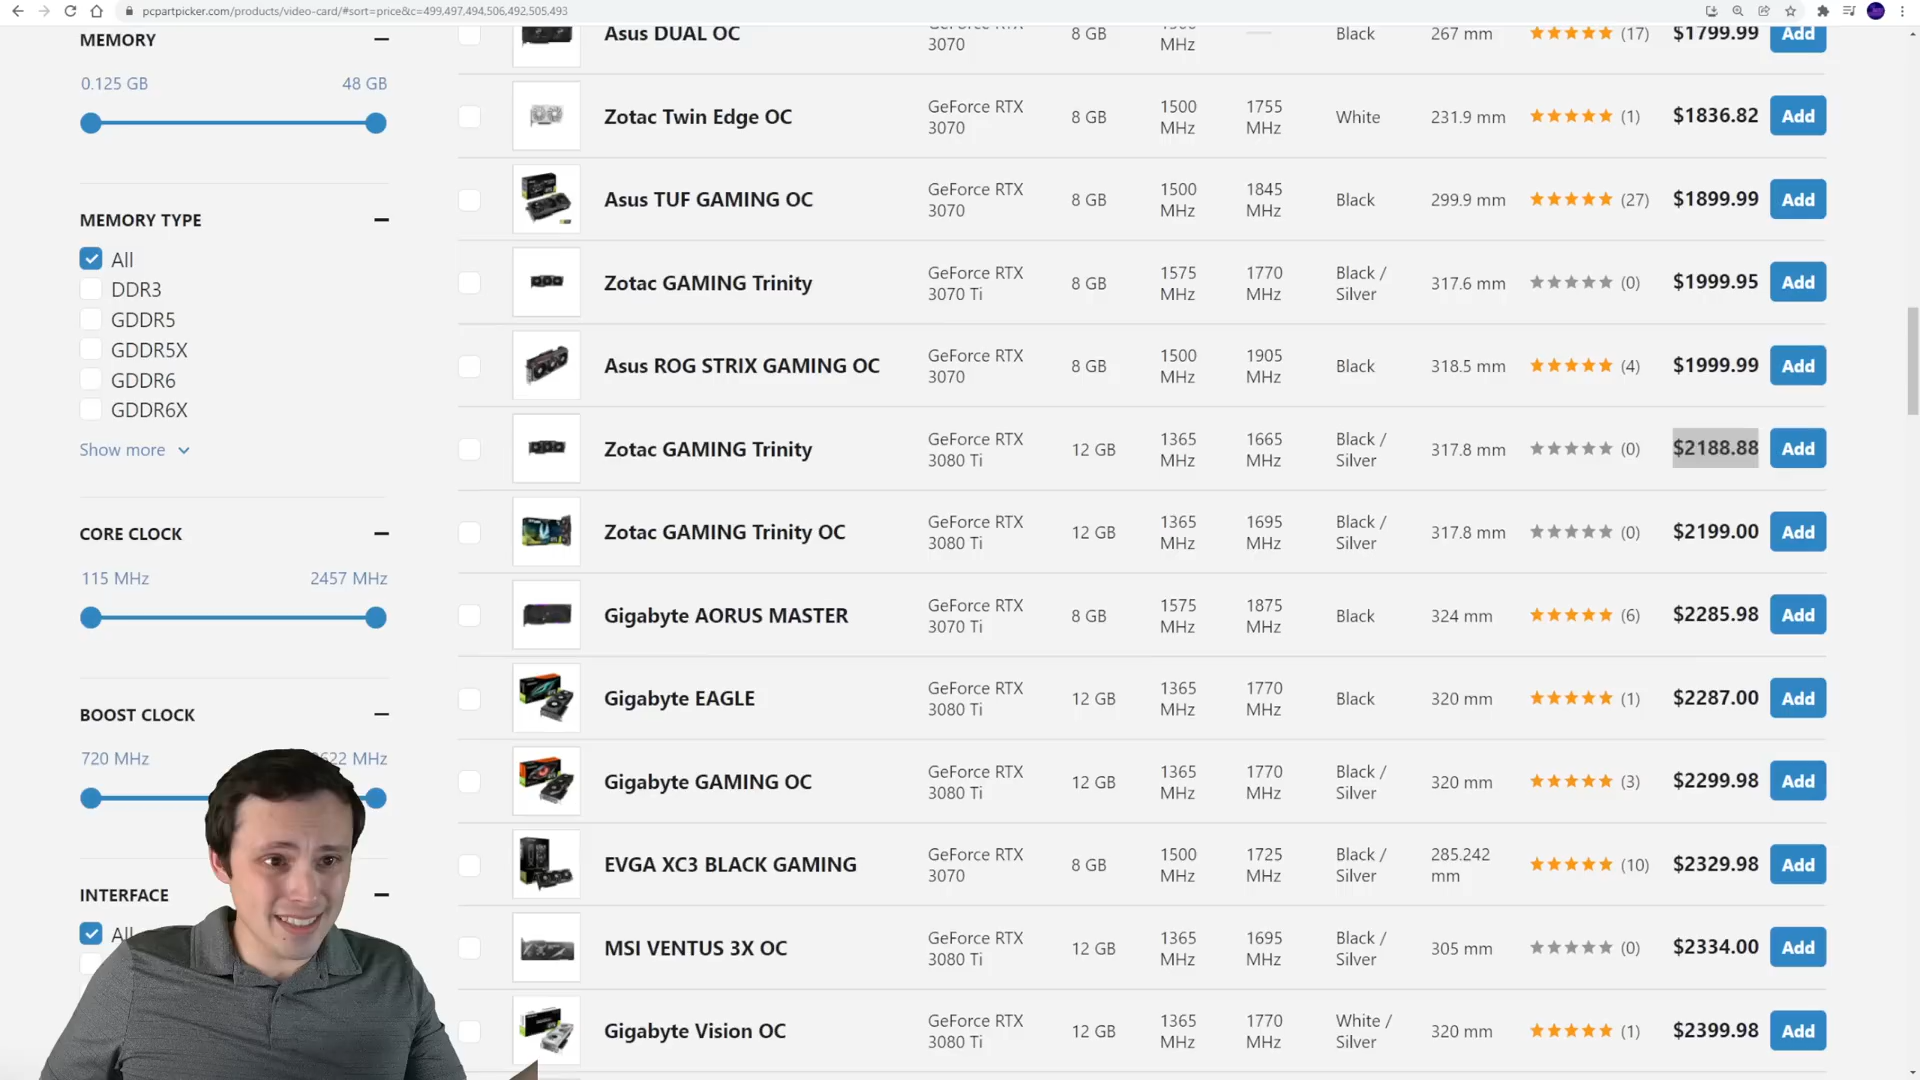 pcpartpicker.com/products/video-card/#sort=price&c=499,497,494,506,492,505,493
MEMORY
0.125 GB 48 GB
MEMORY TYPE
All
DDR3
GDDR5
GDDR5X
GDDR6
GDDR6X
Show more
CORE CLOCK
115 MHz 2457 MHz
BOOST CLOCK
720 MHz 622 MHz
INTERFACE
All
Asus DUAL OC 3070 8 GB MHz Black 267 mm (17) $1799.99 Add
Zotac Twin Edge OC GeForce RTX 3070 8 GB 1500 MHz 1755 MHz White 231.9 mm (1) $1836.82 Add
Asus TUF GAMING OC GeForce RTX 3070 8 GB 1500 MHz 1845 MHz Black 299.9 mm (27) $1899.99 Add
Zotac GAMING Trinity GeForce RTX 3070 Ti 8 GB 1575 MHz 1770 MHz Black / Silver 317.6 mm (0) $1999.95 Add
Asus ROG STRIX GAMING OC GeForce RTX 3070 8 GB 1500 MHz 1905 MHz Black 318.5 mm (4) $1999.99 Add
Zotac GAMING Trinity GeForce RTX 3080 Ti 12 GB 1365 MHz 1665 MHz Black / Silver 317.8 mm (0) $2188.88 Add
Zotac GAMING Trinity OC GeForce RTX 3080 Ti 12 GB 1365 MHz 1695 MHz Black / Silver 317.8 mm (0) $2199.00 Add
Gigabyte AORUS MASTER GeForce RTX 3070 Ti 8 GB 1575 MHz 1875 MHz Black 324 mm (6) $2285.98 Add
Gigabyte EAGLE GeForce RTX 3080 Ti 12 GB 1365 MHz 1770 MHz Black 320 mm (1) $2287.00 Add
Gigabyte GAMING OC GeForce RTX 3080 Ti 12 GB 1365 MHz 1770 MHz Black / Silver 320 mm (3) $2299.98 Add
EVGA XC3 BLACK GAMING GeForce RTX 3070 8 GB 1500 MHz 1725 MHz Black / Silver 285.242 mm (10) $2329.98 Add
MSI VENTUS 3X OC GeForce RTX 3080 Ti 12 GB 1365 MHz 1695 MHz Black / Silver 305 mm (0) $2334.00 Add
Gigabyte Vision OC GeForce RTX 3080 Ti 12 GB 1365 MHz 1770 MHz White / Silver 320 mm (1) $2399.98 Add